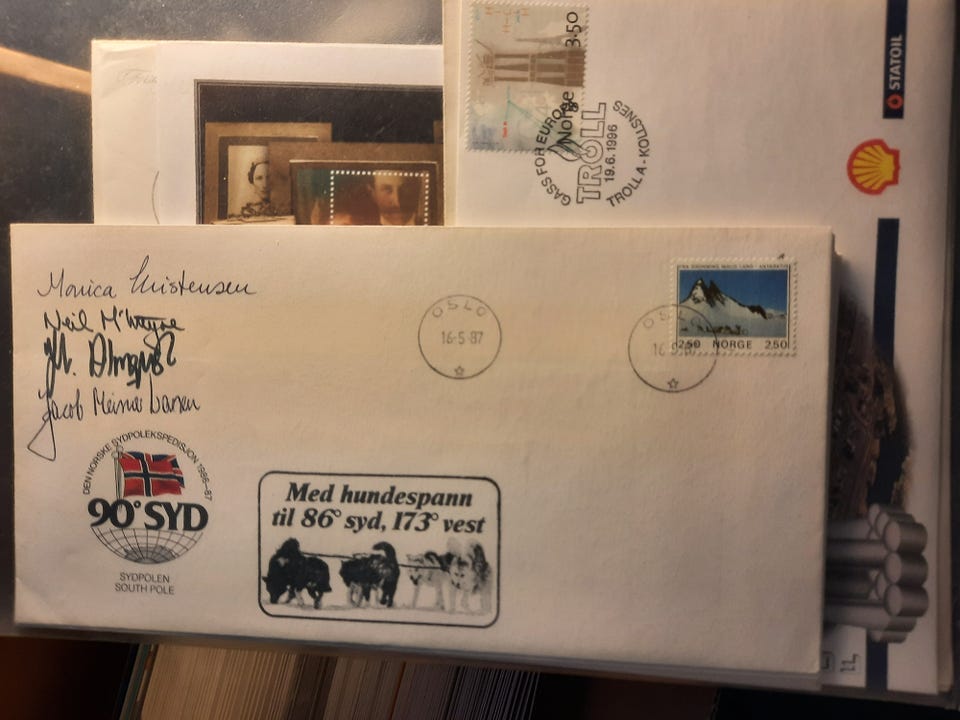 Monica Kristensen
Neil McIntyre
Jacob Meisner Larsen
DEN NORSKE SYDPOLEKSPEDISJON 1986–87
90° SYD
SYDPOLEN
SOUTH POLE
Med hundespann
til 86° syd, 173° vest
OSLO
16-5-87
OSLO
16
NORGE
2.50
2.50
Norge
3.50
GASS FOR EUROPA
TROLL
19.6.1996
TROLL A - KOLLSNES
STATOIL